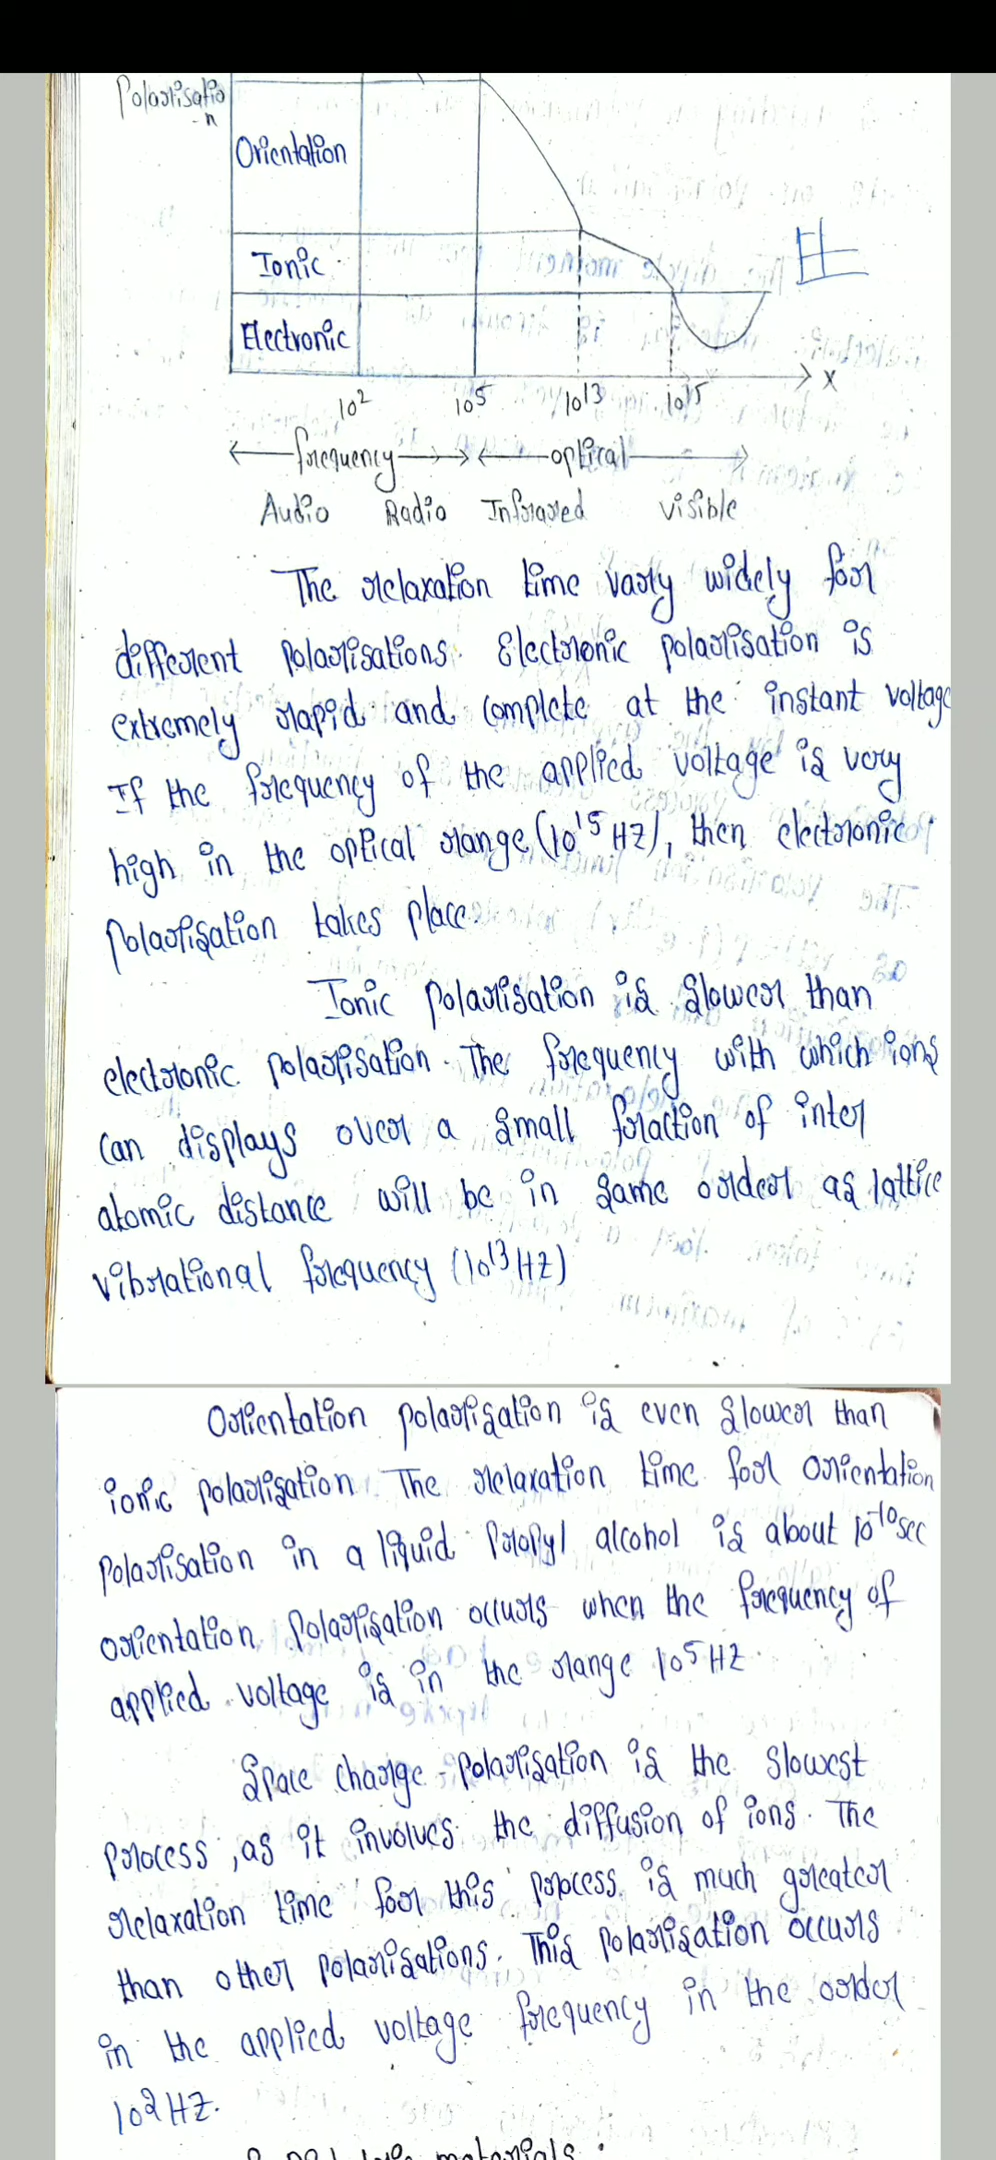 Polarisatio
-n
Orientation
Ionic
Electronic
10² 10⁵ 10¹³ 10¹⁵ x
frequency optical
Audio Radio Infrared visible
The relaxation time vary widely for
different polarisations. Electronic polarisation is
extremely rapid and complete at the instant voltage
If the frequency of the applied voltage is very
high in the optical range (10¹⁵ HZ), then electronic
polarisation takes place.
Ionic polarisation is slower than
electronic polarisation. The frequency with which ions
can displays over a small fraction of inter
atomic distance will be in same order as lattice
vibrational frequency (10¹³ HZ)
Orientation polarisation is even slower than
ionic polarisation. The relaxation time for orientation
polarisation in a liquid propyl alcohol is about 10⁻¹⁰ sec
orientation polarisation occurs when the frequency of
applied voltage is in the range 10⁵ HZ.
Space charge - polarisation is the slowest
process, as it involves the diffusion of ions. The
relaxation time for this process is much greater
than other polarisations. This polarisation occurs
in the applied voltage frequency in the order
10² HZ.
materials.